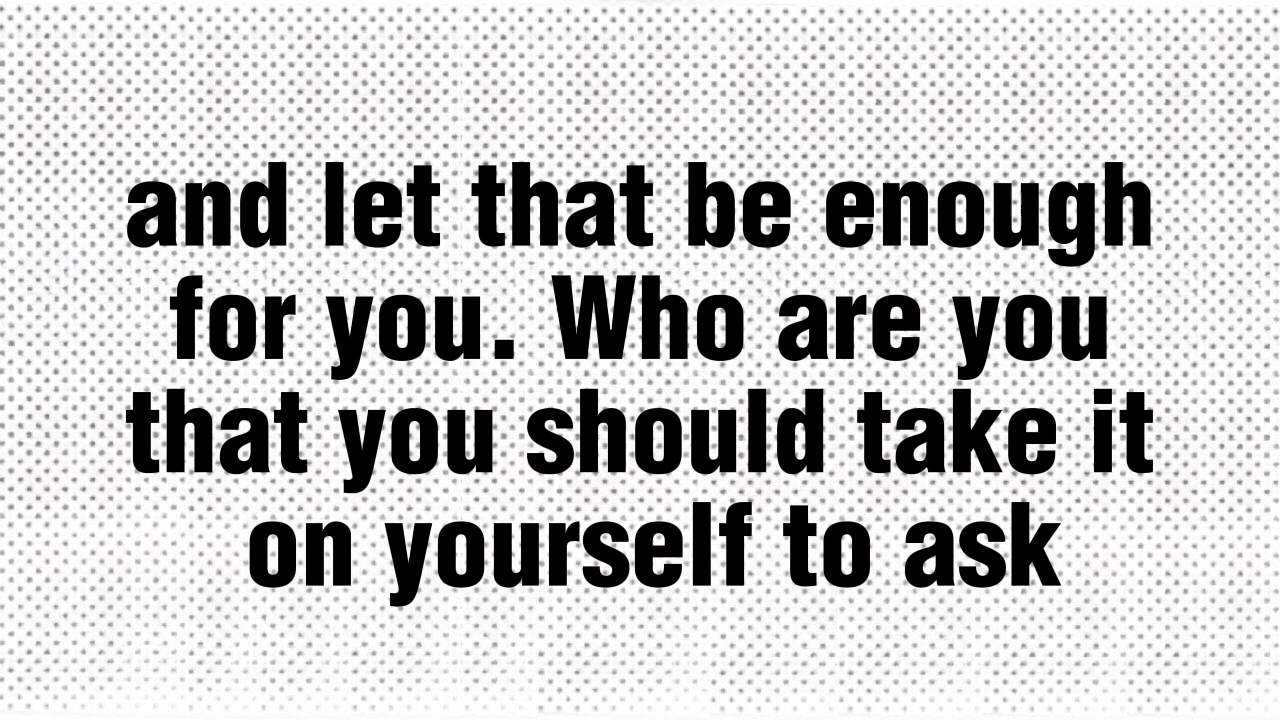 and let that be enough
for you. Who are you
that you should take it
on yourself to ask